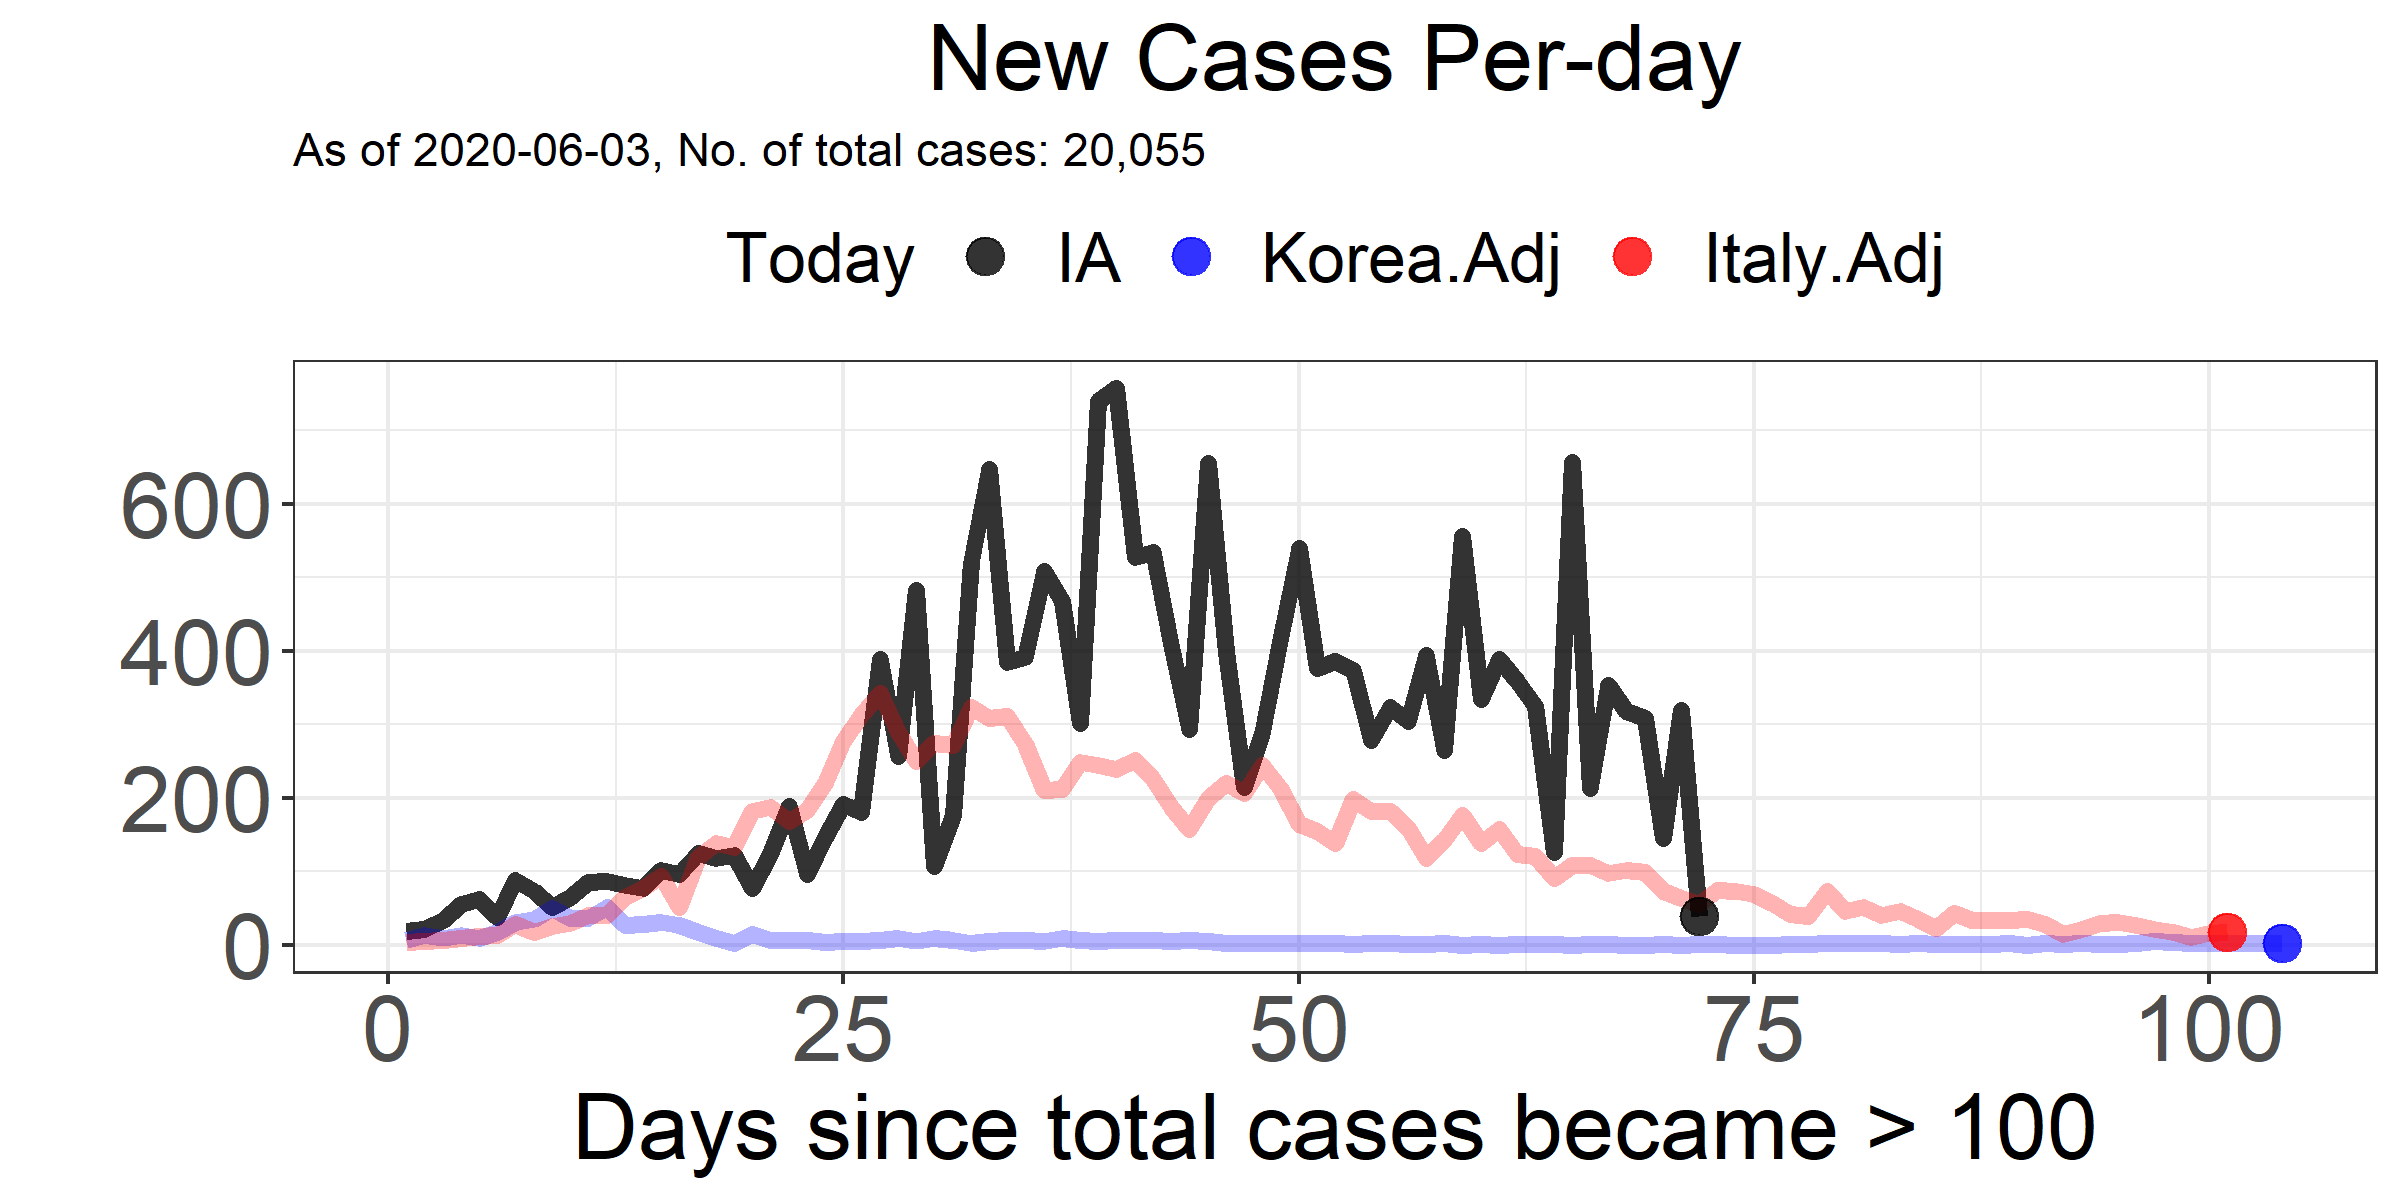 New Cases Per-day
As of 2020-06-03, No. of total cases: 20,055
Today IA Korea.Adj Italy.Adj
600
400
200
0
0 25 50 75 100
Days since total cases became > 100